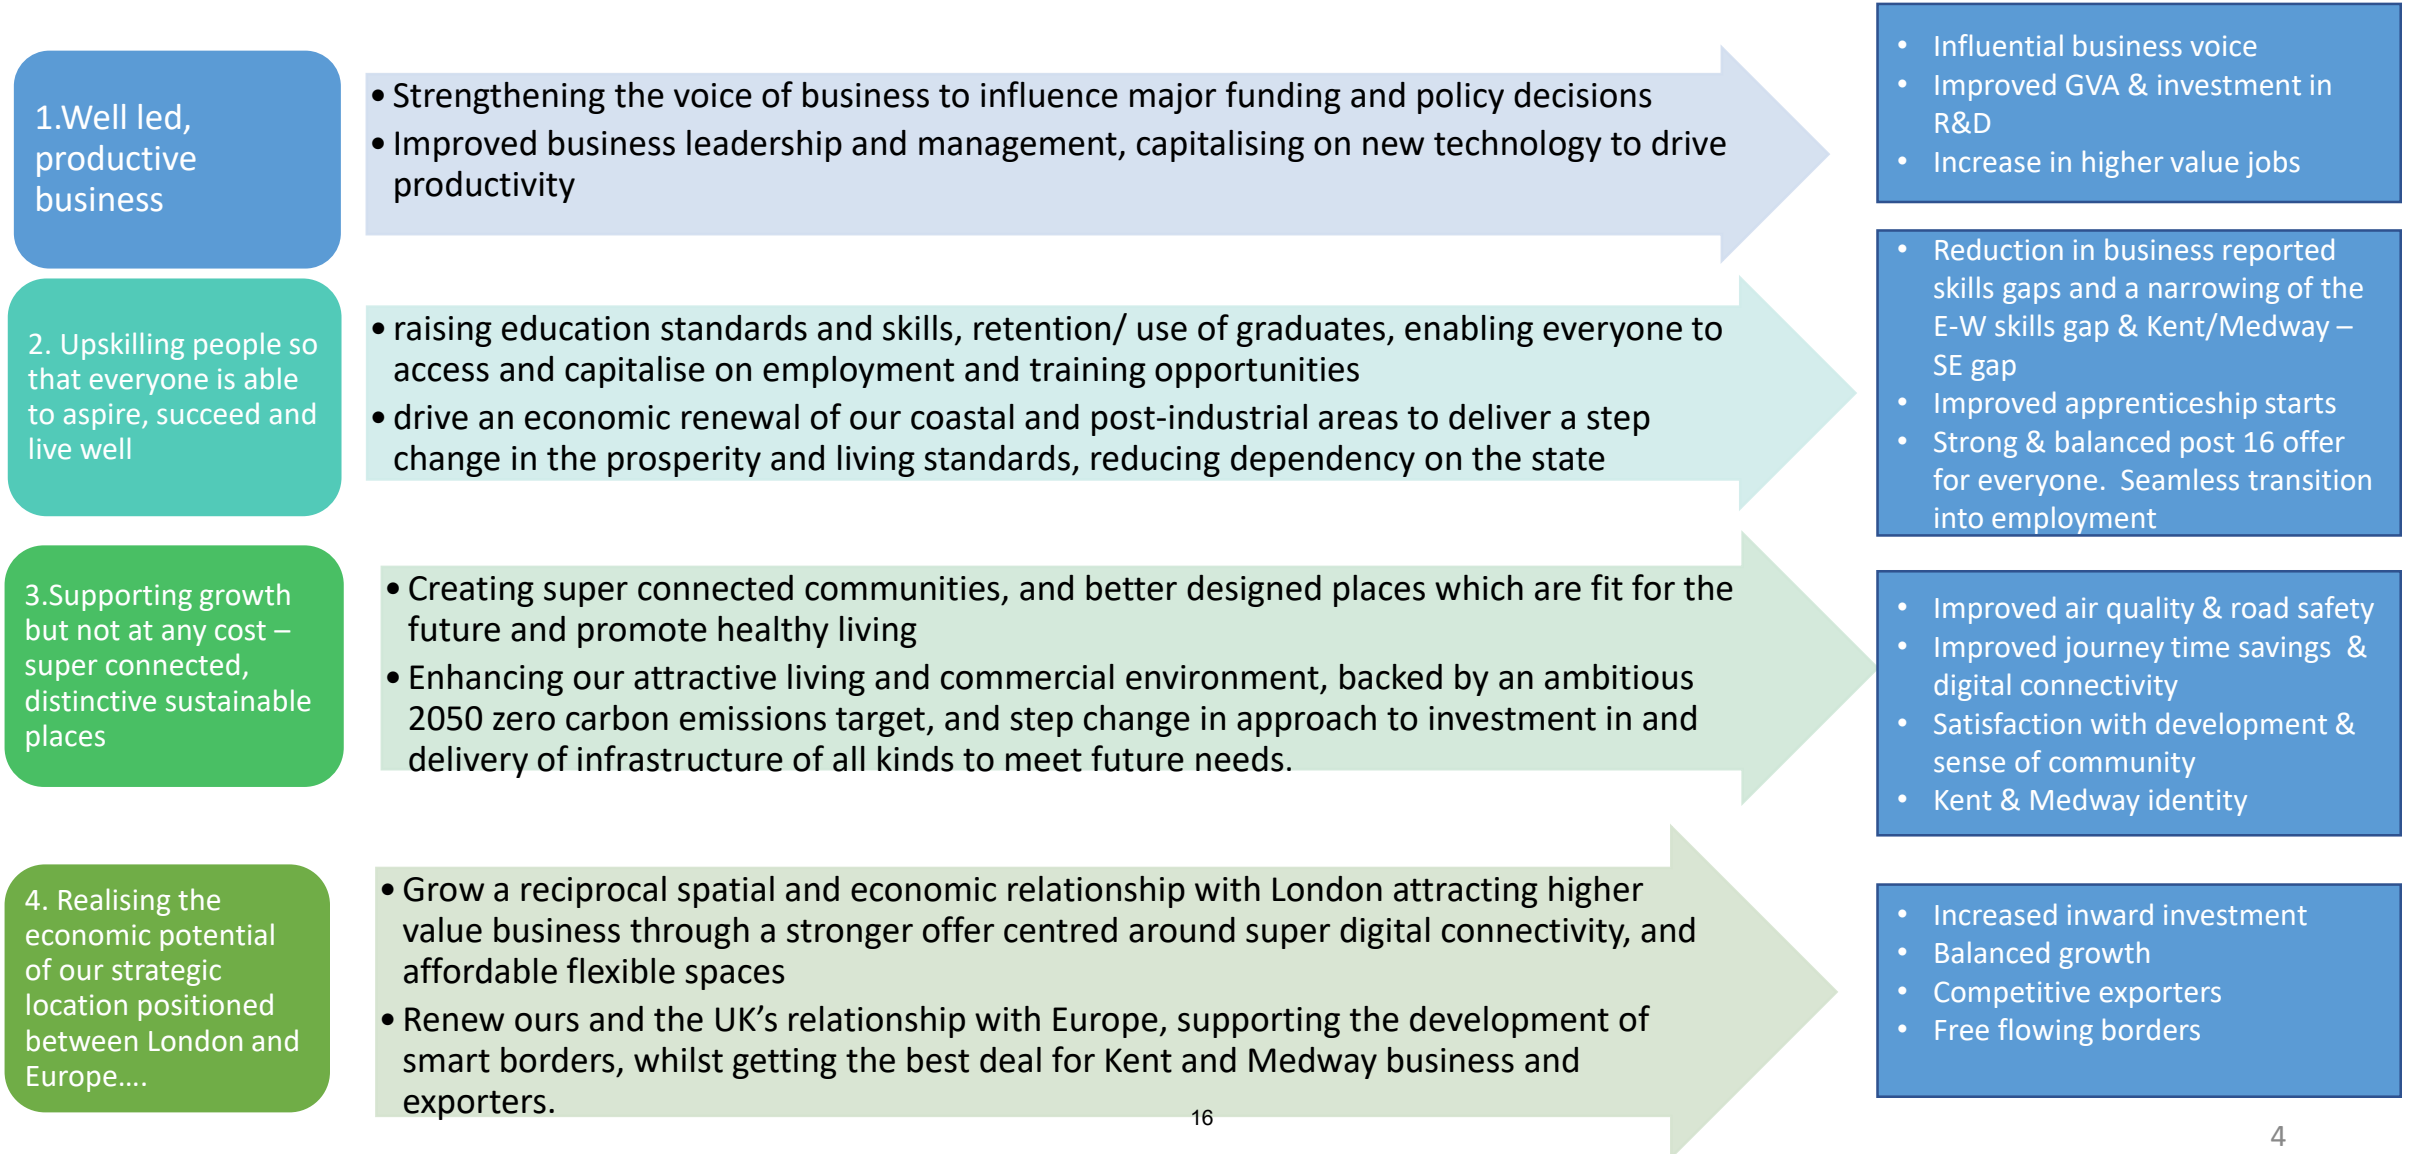 1.Well led,
productive
business
• Strengthening the voice of business to influence major funding and policy decisions
• Improved business leadership and management, capitalising on new technology to drive
productivity
• Influential business voice
• Improved GVA & investment in
R&D
• Increase in higher value jobs
2. Upskilling people so
that everyone is able
to aspire, succeed and
live well
• raising education standards and skills, retention/ use of graduates, enabling everyone to
access and capitalise on employment and training opportunities
• drive an economic renewal of our coastal and post-industrial areas to deliver a step
change in the prosperity and living standards, reducing dependency on the state
• Reduction in business reported
skills gaps and a narrowing of the
E-W skills gap & Kent/Medway –
SE gap
• Improved apprenticeship starts
• Strong & balanced post 16 offer
for everyone. Seamless transition
into employment
3.Supporting growth
but not at any cost –
super connected,
distinctive sustainable
places
• Creating super connected communities, and better designed places which are fit for the
future and promote healthy living
• Enhancing our attractive living and commercial environment, backed by an ambitious
2050 zero carbon emissions target, and step change in approach to investment in and
delivery of infrastructure of all kinds to meet future needs.
• Improved air quality & road safety
• Improved journey time savings &
digital connectivity
• Satisfaction with development &
sense of community
• Kent & Medway identity
4. Realising the
economic potential
of our strategic
location positioned
between London and
Europe....
• Grow a reciprocal spatial and economic relationship with London attracting higher
value business through a stronger offer centred around super digital connectivity, and
affordable flexible spaces
• Renew ours and the UK’s relationship with Europe, supporting the development of
smart borders, whilst getting the best deal for Kent and Medway business and
exporters.
• Increased inward investment
• Balanced growth
• Competitive exporters
• Free flowing borders
16
4